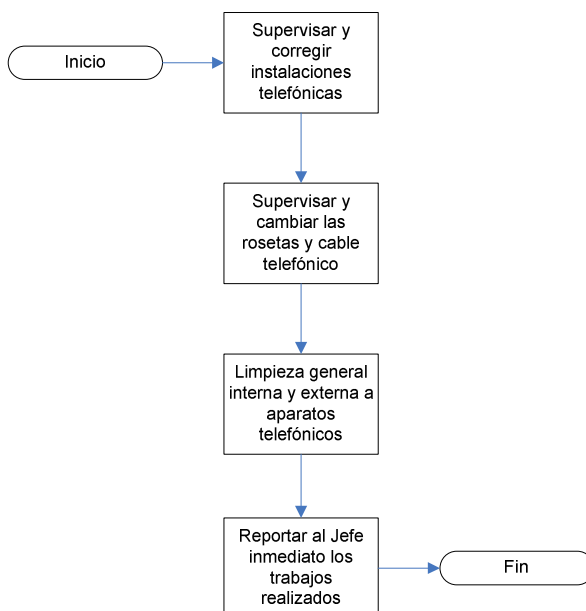 Inicio
Supervisar y
corregir
instalaciones
telefónicas
Supervisar y
cambiar las
rosetas y cable
telefónico
Limpieza general
interna y externa a
aparatos
telefónicos
Reportar al Jefe
inmediato los
trabajos
realizados
Fin